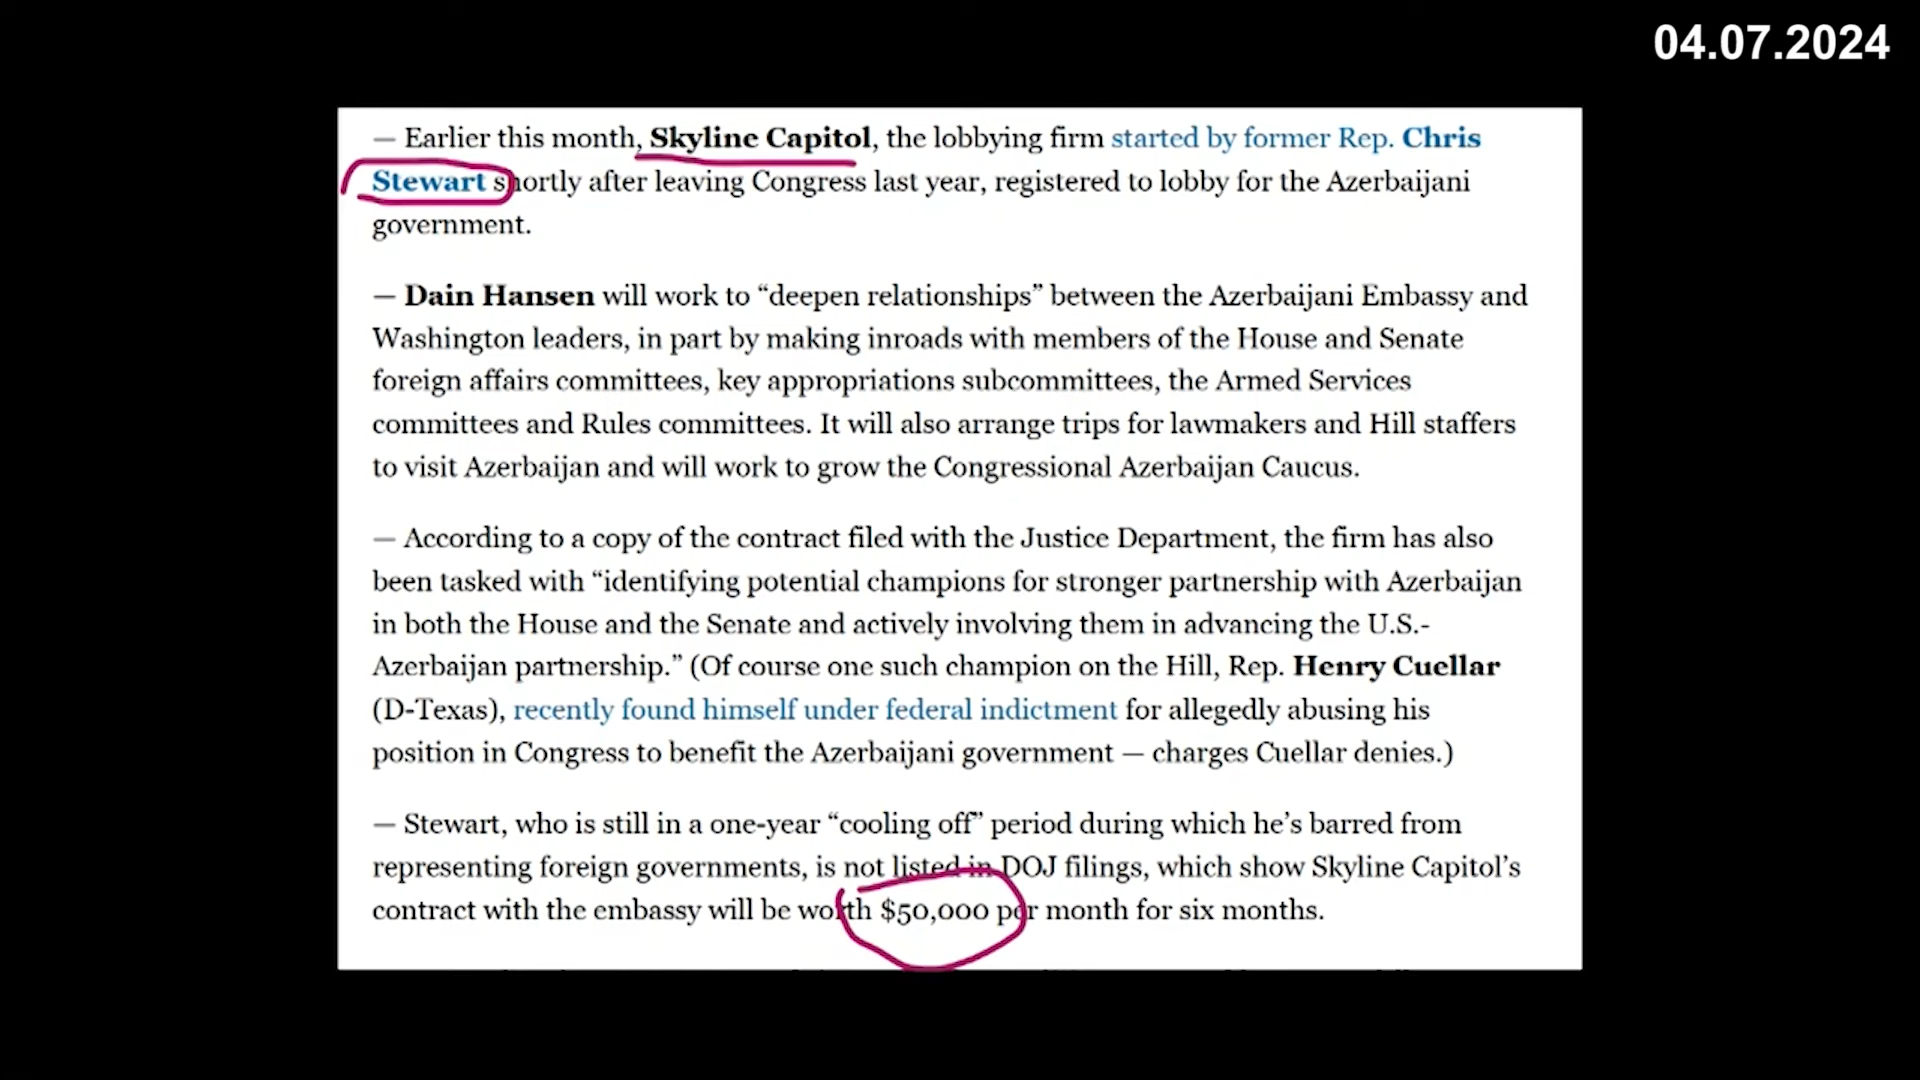 04.07.2024
— Earlier this month, Skyline Capitol, the lobbying firm started by former Rep. Chris
Stewart shortly after leaving Congress last year, registered to lobby for the Azerbaijani
government.
— Dain Hansen will work to “deepen relationships” between the Azerbaijani Embassy and
Washington leaders, in part by making inroads with members of the House and Senate
foreign affairs committees, key appropriations subcommittees, the Armed Services
committees and Rules committees. It will also arrange trips for lawmakers and Hill staffers
to visit Azerbaijan and will work to grow the Congressional Azerbaijan Caucus.
— According to a copy of the contract filed with the Justice Department, the firm has also
been tasked with “identifying potential champions for stronger partnership with Azerbaijan
in both the House and the Senate and actively involving them in advancing the U.S.-
Azerbaijan partnership.” (Of course one such champion on the Hill, Rep. Henry Cuellar
(D-Texas), recently found himself under federal indictment for allegedly abusing his
position in Congress to benefit the Azerbaijani government — charges Cuellar denies.)
— Stewart, who is still in a one-year “cooling off” period during which he’s barred from
representing foreign governments, is not listed in DOJ filings, which show Skyline Capitol’s
contract with the embassy will be worth $50,000 per month for six months.